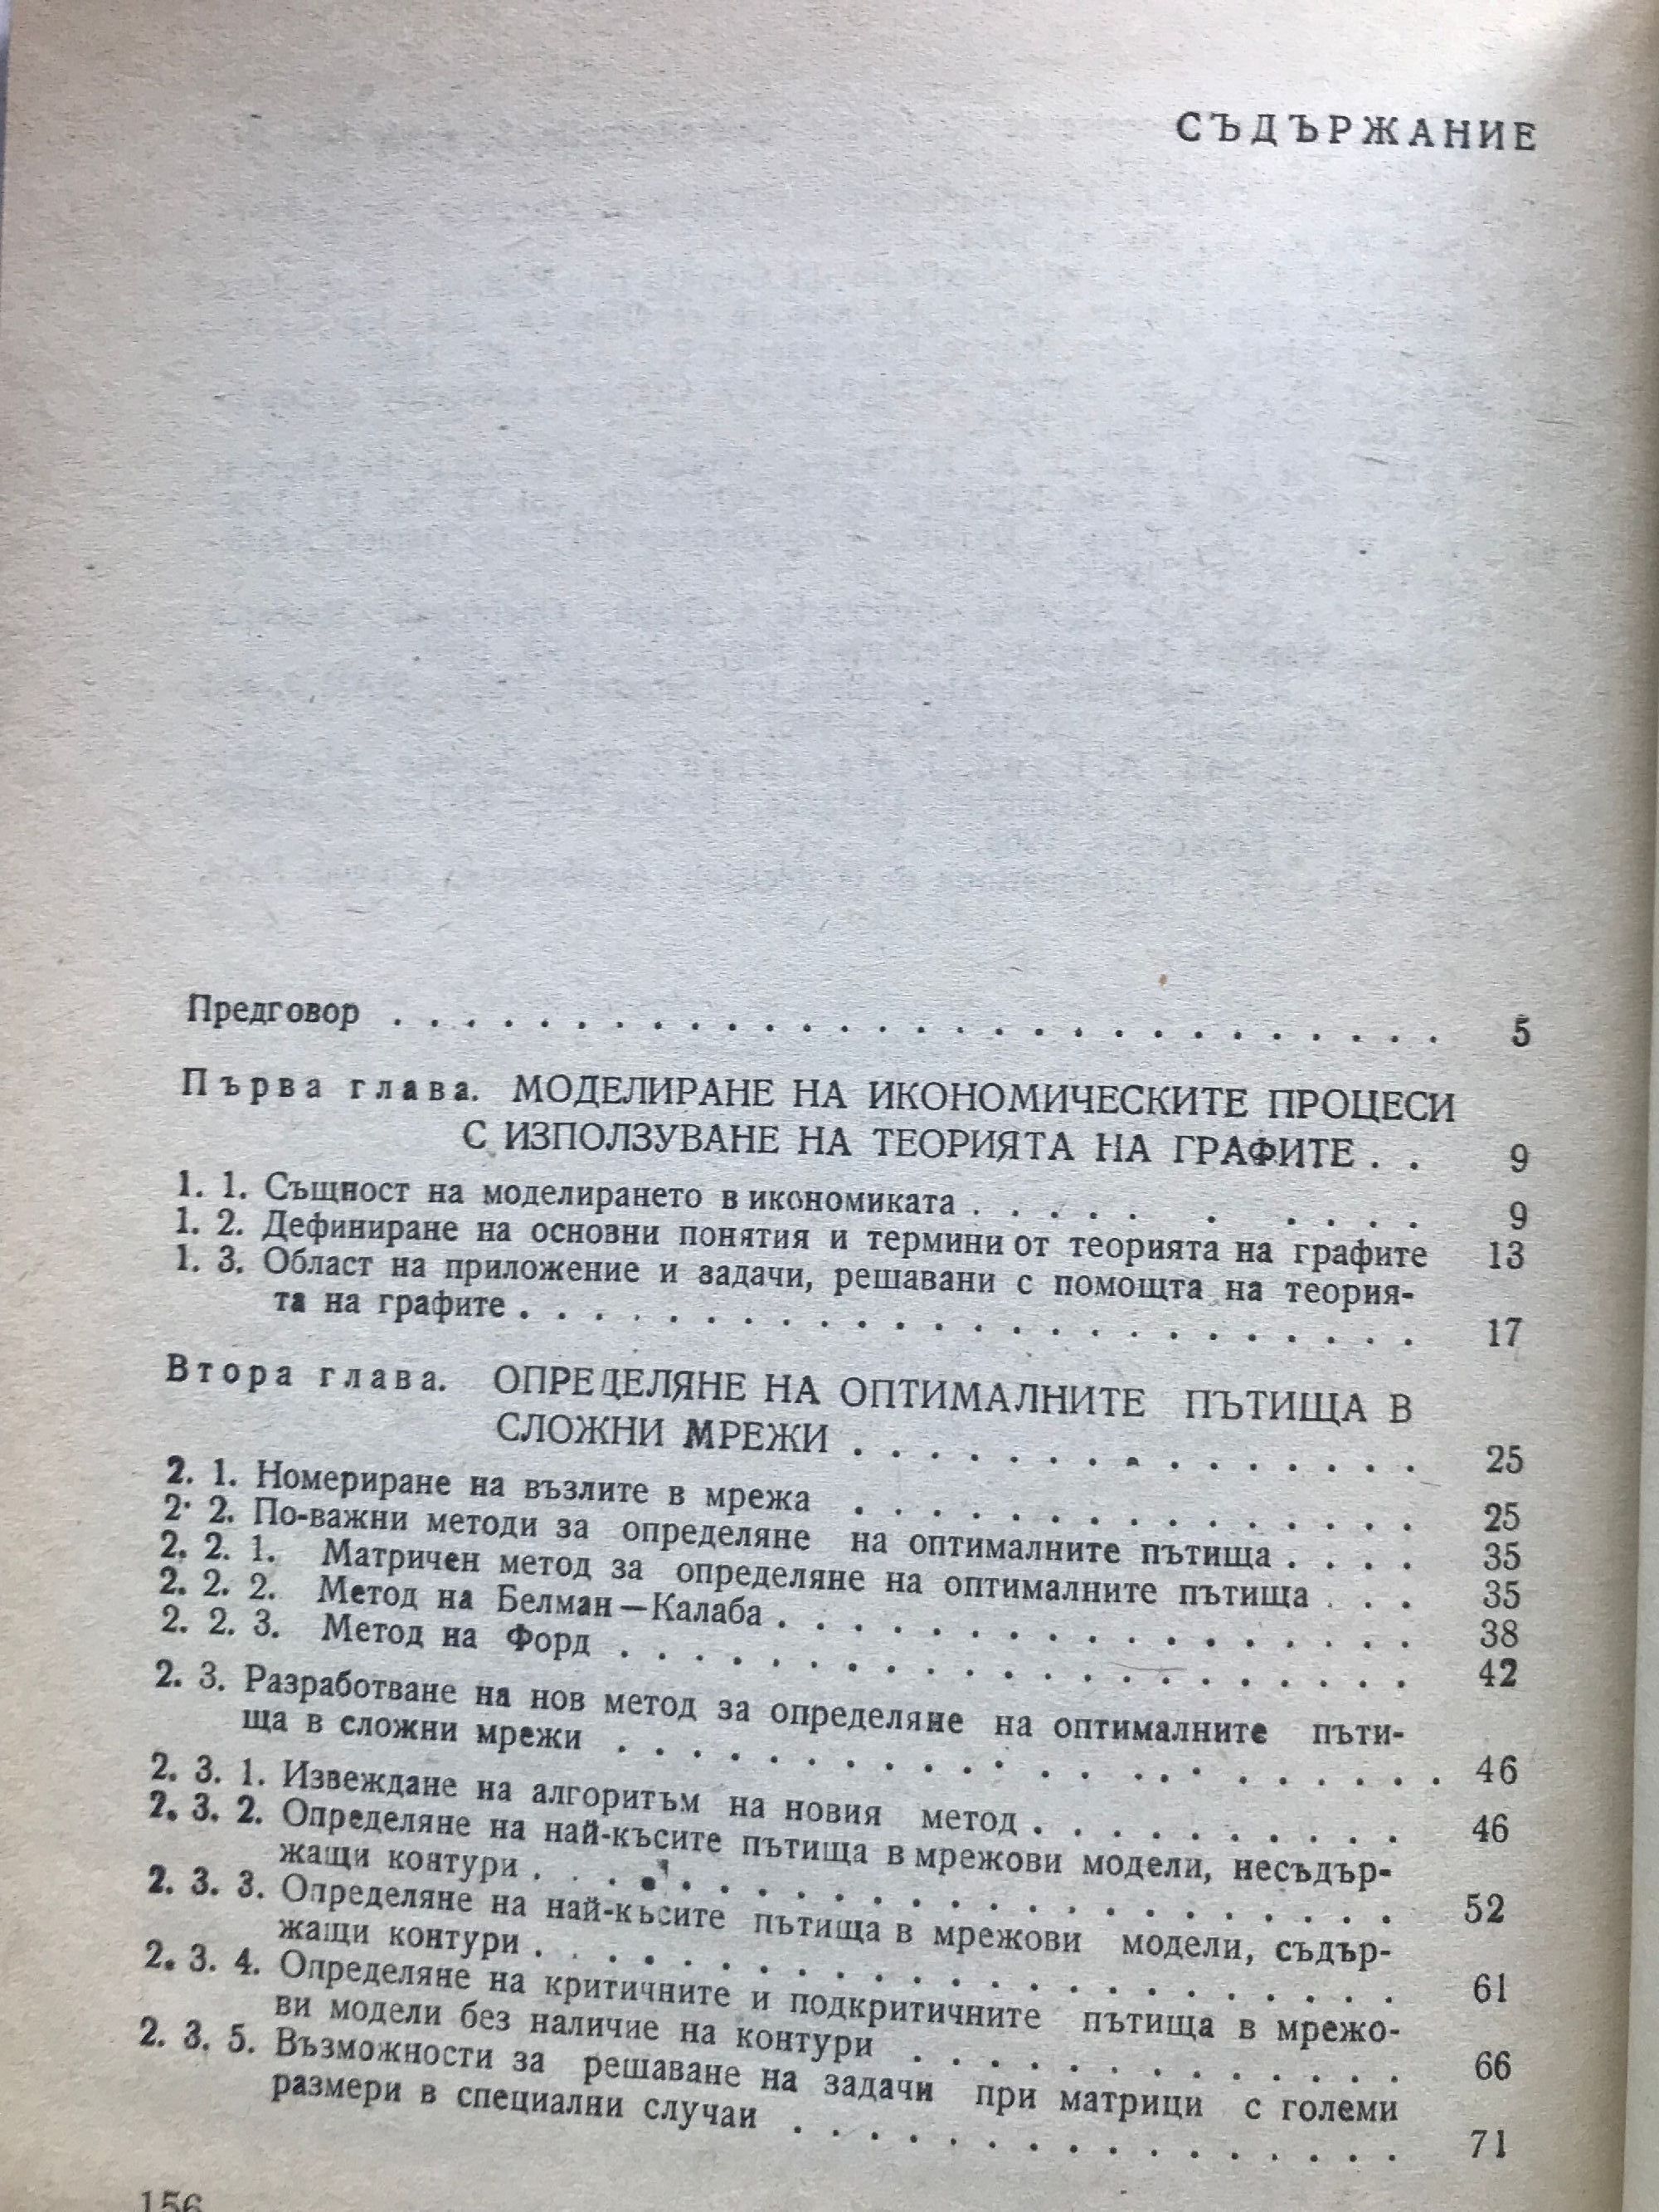 СЪДЪРЖАНИЕ
Предговор . . . . . . . . . . . . . . . . . . . . . . . . . . . . 5
Първа глава. МОДЕЛИРАНЕ НА ИКОНОМИЧЕСКИТЕ ПРОЦЕСИ
С ИЗПОЛЗУВАНЕ НА ТЕОРИЯТА НА ГРАФИТЕ . . 9
1. 1. Същност на моделирането в икономиката . . . . . . . . . . 9
1. 2. Дефиниране на основни понятия и термини от теорията на графите 13
1. 3. Област на приложение и задачи, решавани с помощта на теория-
та на графите . . . . . . . . . . . . . . . . . . . . . . . 17
Втора глава. ОПРЕДЕЛЯНЕ НА ОПТИМАЛНИТЕ ПЪТИЩА В
СЛОЖНИ МРЕЖИ . . . . . . . . . . . . . . . 25
2. 1. Номериране на възлите в мрежа . . . . . . . . . . . . . . . 25
2. 2. По-важни методи за определяне на оптималните пътища . . . . 35
2. 2. 1. Матричен метод за определяне на оптималните пътища . . . 35
2. 2. 2. Метод на Белман—Калаба . . . . . . . . . . . . . . . . . 38
2. 2. 3. Метод на Форд . . . . . . . . . . . . . . . . . . . . . 42
2. 3. Разработване на нов метод за определяне на оптималните пъти-
ща в сложни мрежи . . . . . . . . . . . . . . . . . . . . . 46
2. 3. 1. Извеждане на алгоритъм на новия метод . . . . . . . . . . 46
2. 3. 2. Определяне на най-късите пътища в мрежови модели, несъдър-
жащи контури . . . . . . . . . . . . . . . . . . . . . . 52
2. 3. 3. Определяне на най-късите пътища в мрежови модели, съдър-
жащи контури . . . . . . . . . . . . . . . . . . . . . . 61
2. 3. 4. Определяне на критичните и подкритичните пътища в мрежо-
ви модели без наличие на контури . . . . . . . . . . . . . 66
2. 3. 5. Възможности за решаване на задачи при матрици с големи
размери в специални случаи . . . . . . . . . . . . . . . . 71
156